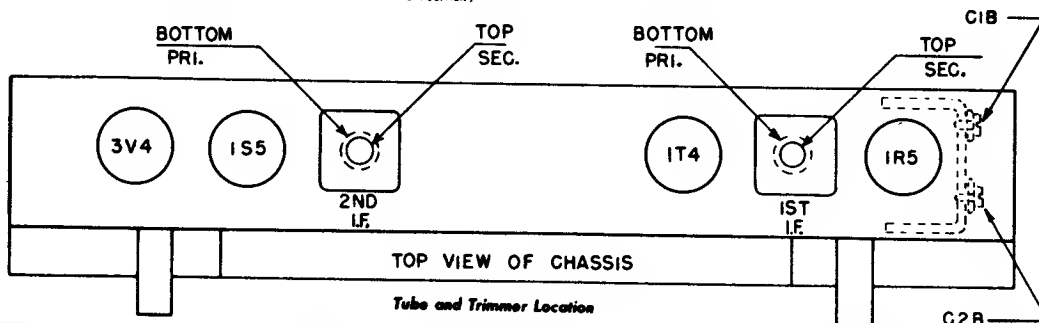 C1B
BOTTOM
PRI.
TOP
SEC.
BOTTOM
PRI.
TOP
SEC.
3V4
1S5
1T4
1R5
2ND
I.F.
1ST
I.F.
TOP VIEW OF CHASSIS
Tube and Trimmer Location
C2B